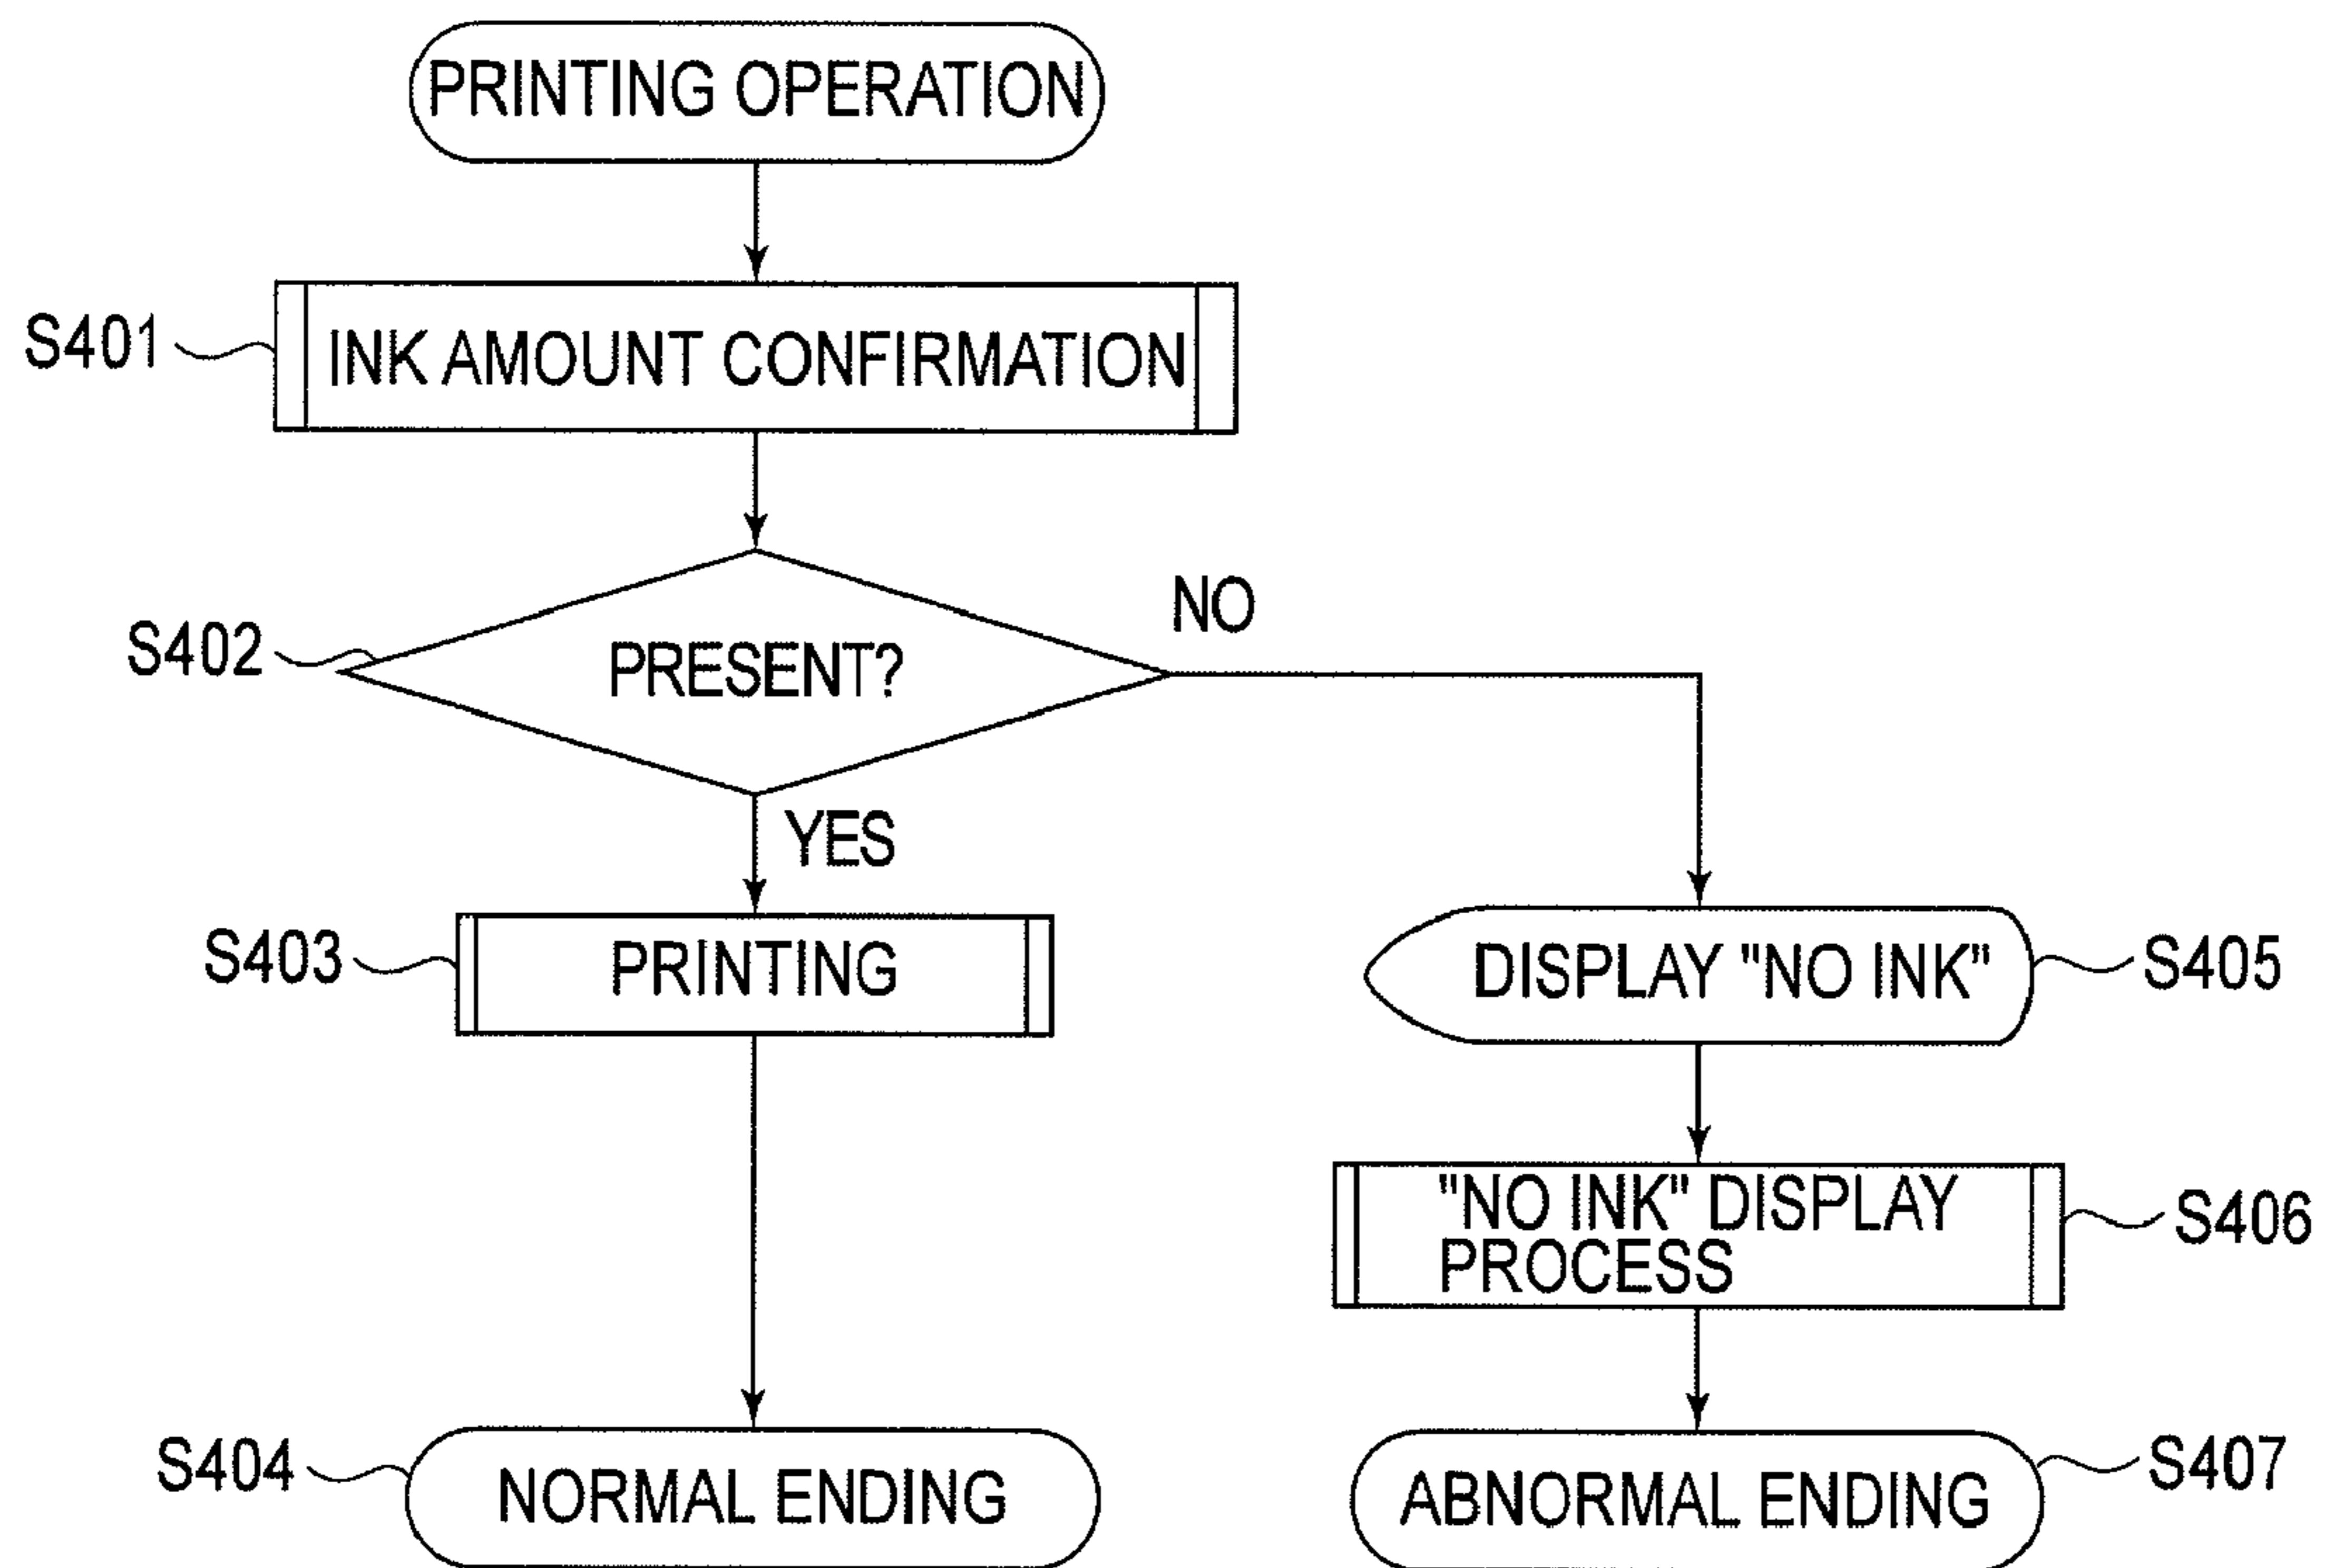 PRINTING OPERATION
S401
INK AMOUNT CONFIRMATION
S402
PRESENT?
NO
YES
S403
PRINTING
DISPLAY "NO INK"
S405
"NO INK" DISPLAY
PROCESS
S406
S404
NORMAL ENDING
ABNORMAL ENDING
S407